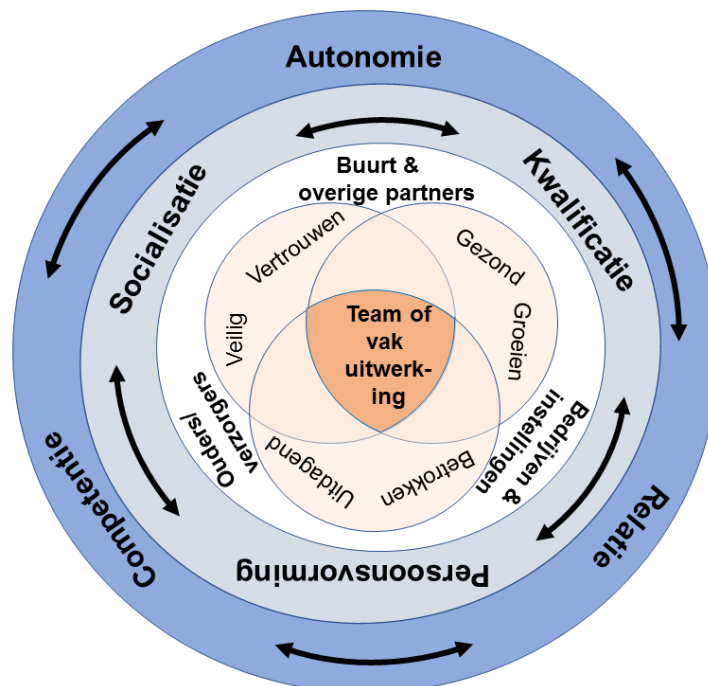 Autonomie
Socialisatie
Kwalificatie
Buurt &
overige partners
Vertrouwen
Veilig
Gezond
Groeien
Team of
vak
uitwerk-
ing
Ouders/
verzorgers
Bedrijven &
instellingen
Uitdagend
Betrokken
Competentie
Persoonsvorming
Relatie